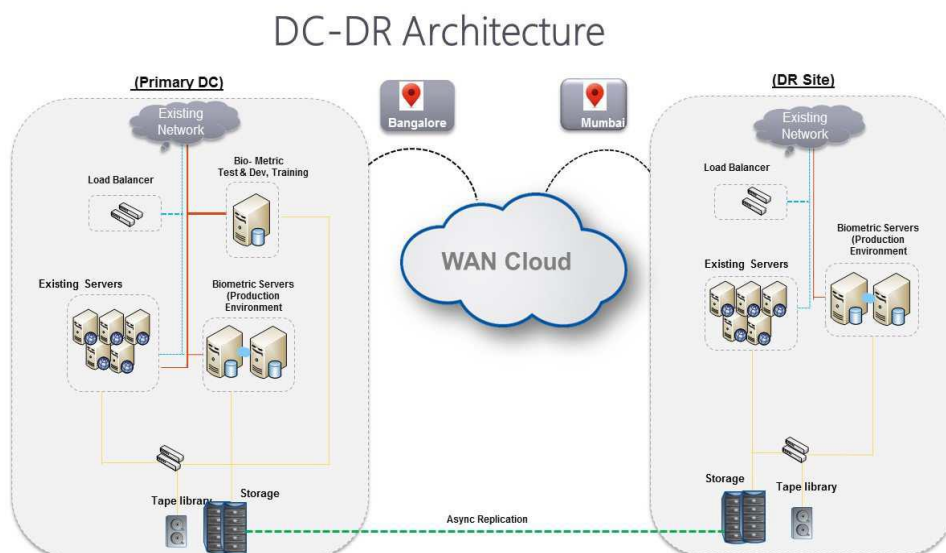 DC-DR Architecture
(Primary DC)
Existing
Network
Bio- Metric
Test & Dev, Training
Load Balancer
Existing Servers
Biometric Servers
(Production
Environment
Tape library
Storage
Bangalore
Mumbai
WAN Cloud
Async Replication
(DR Site)
Existing
Network
Load Balancer
Biometric Servers
(Production
Environment
Existing Servers
Storage
Tape library